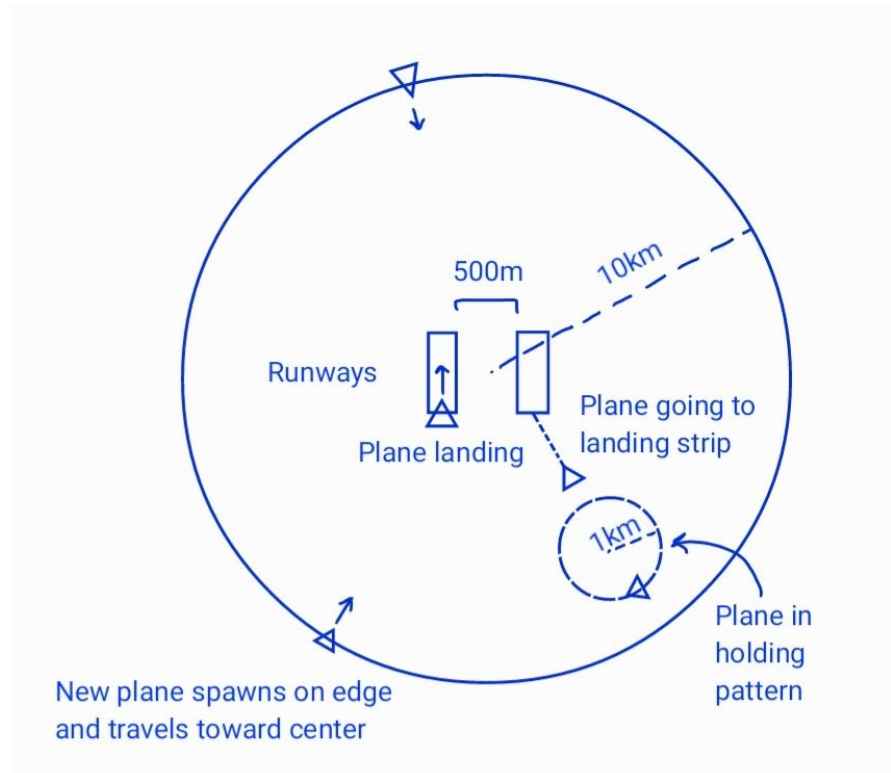 500m
10km
Runways
Plane going to
landing strip
Plane landing
1km
Plane in
holding
pattern
New plane spawns on edge
and travels toward center